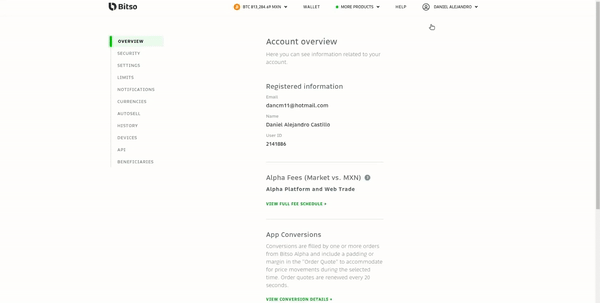 Bitso
BTC 813,284.69 MXN
WALLET
MORE PRODUCTS
HELP
DANIEL ALEJANDRO
OVERVIEW
SECURITY
SETTINGS
LIMITS
NOTIFICATIONS
CURRENCIES
AUTOSELL
HISTORY
DEVICES
API
BENEFICIARIES
Account overview
Here you can see information related to your
account.
Registered information
Email
dancm11@hotmail.com
Name
Daniel Alejandro Castillo
User ID
2141886
Alpha Fees (Market vs. MXN) ?
Alpha Platform and Web Trade
VIEW FULL FEE SCHEDULE >
App Conversions
Conversions are filled by one or more orders
from Bitso Alpha and include a padding or
margin in the "Order Quote" to accommodate
for price movements during the selected
time. Order quotes are renewed every 20
seconds.
VIEW CONVERSION DETAILS >